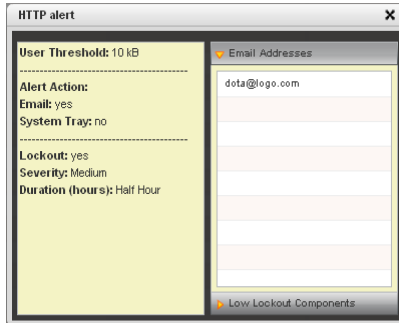 HTTP alert
User Threshold: 10 kB
----------------------------------------
Alert Action:
Email: yes
System Tray: no
----------------------------------------
Lockout: yes
Severity: Medium
Duration (hours): Half Hour
Email Addresses
dota@logo.com
Low Lockout Components